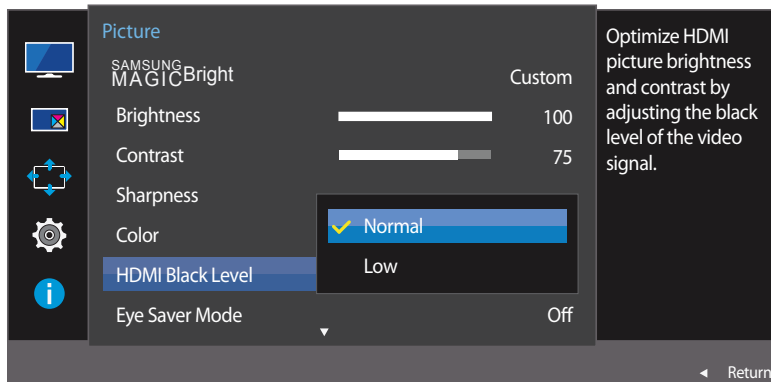 Picture
SAMSUNG
MAGICBright Custom
Brightness 100
Contrast 75
Sharpness
Color
Normal
HDMI Black Level
Low
Eye Saver Mode Off
Optimize HDMI
picture brightness
and contrast by
adjusting the black
level of the video
signal.
Return